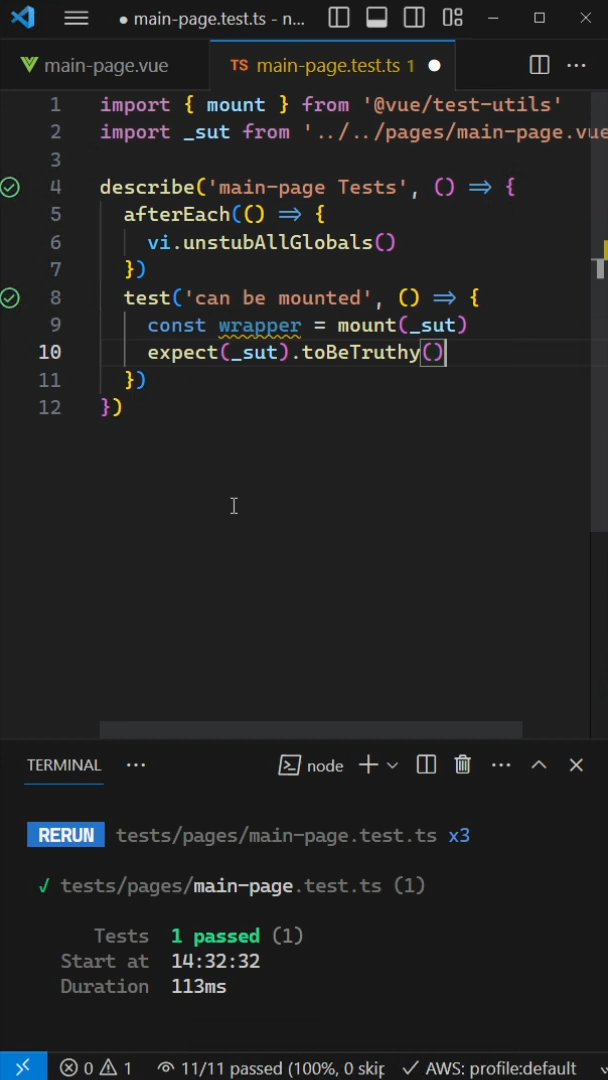 ● main-page.test.ts - n...
main-page.vue
TS main-page.test.ts 1 ●
1 import { mount } from '@vue/test-utils'
2 import _sut from '../../pages/main-page.vue
3
4 describe('main-page Tests', () => {
5 afterEach(() => {
6 vi.unstubAllGlobals()
7 })
8 test('can be mounted', () => {
9 const wrapper = mount(_sut)
10 expect(_sut).toBeTruthy()
11 })
12 })
TERMINAL ... node
RERUN tests/pages/main-page.test.ts x3
✓ tests/pages/main-page.test.ts (1)
Tests 1 passed (1)
Start at 14:32:32
Duration 113ms
0 1 11/11 passed (100%, 0 skip AWS: profile:default